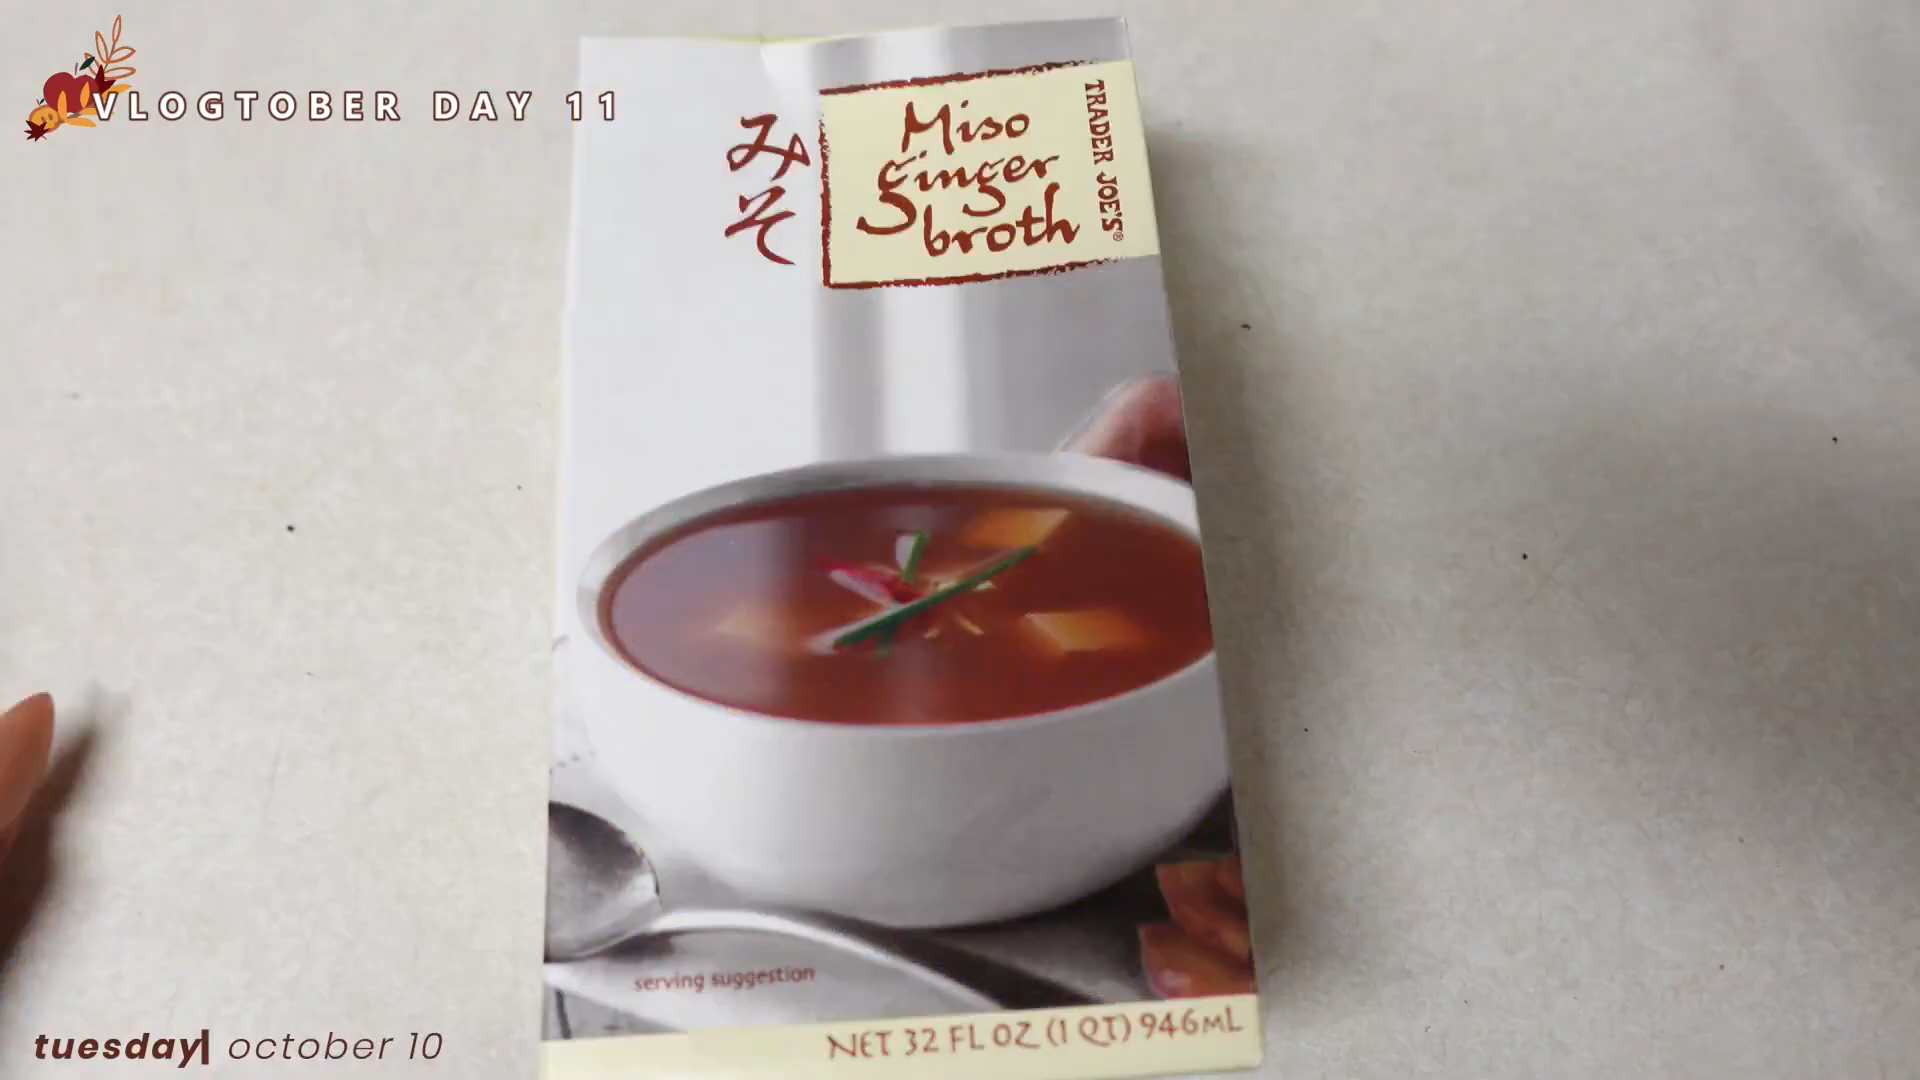 VLOGTOBER DAY 11
みそ
Miso
ginger
broth
TRADER JOE'S®
serving suggestion
NET 32 FL OZ (1 QT) 946mL
tuesday| october 10